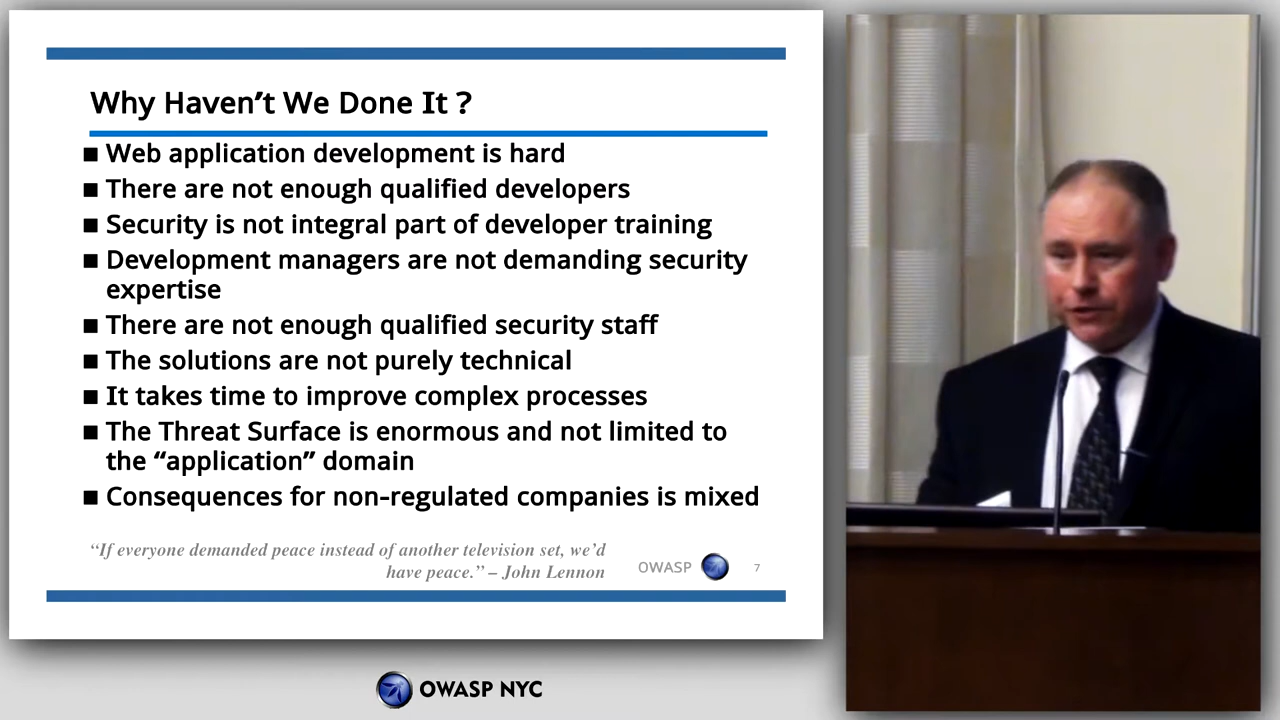 Why Haven’t We Done It ?
■ Web application development is hard
■ There are not enough qualified developers
■ Security is not integral part of developer training
■ Development managers are not demanding security
expertise
■ There are not enough qualified security staff
■ The solutions are not purely technical
■ It takes time to improve complex processes
■ The Threat Surface is enormous and not limited to
the “application” domain
■ Consequences for non-regulated companies is mixed
“If everyone demanded peace instead of another television set, we’d
have peace.” – John Lennon
OWASP 7
OWASP NYC